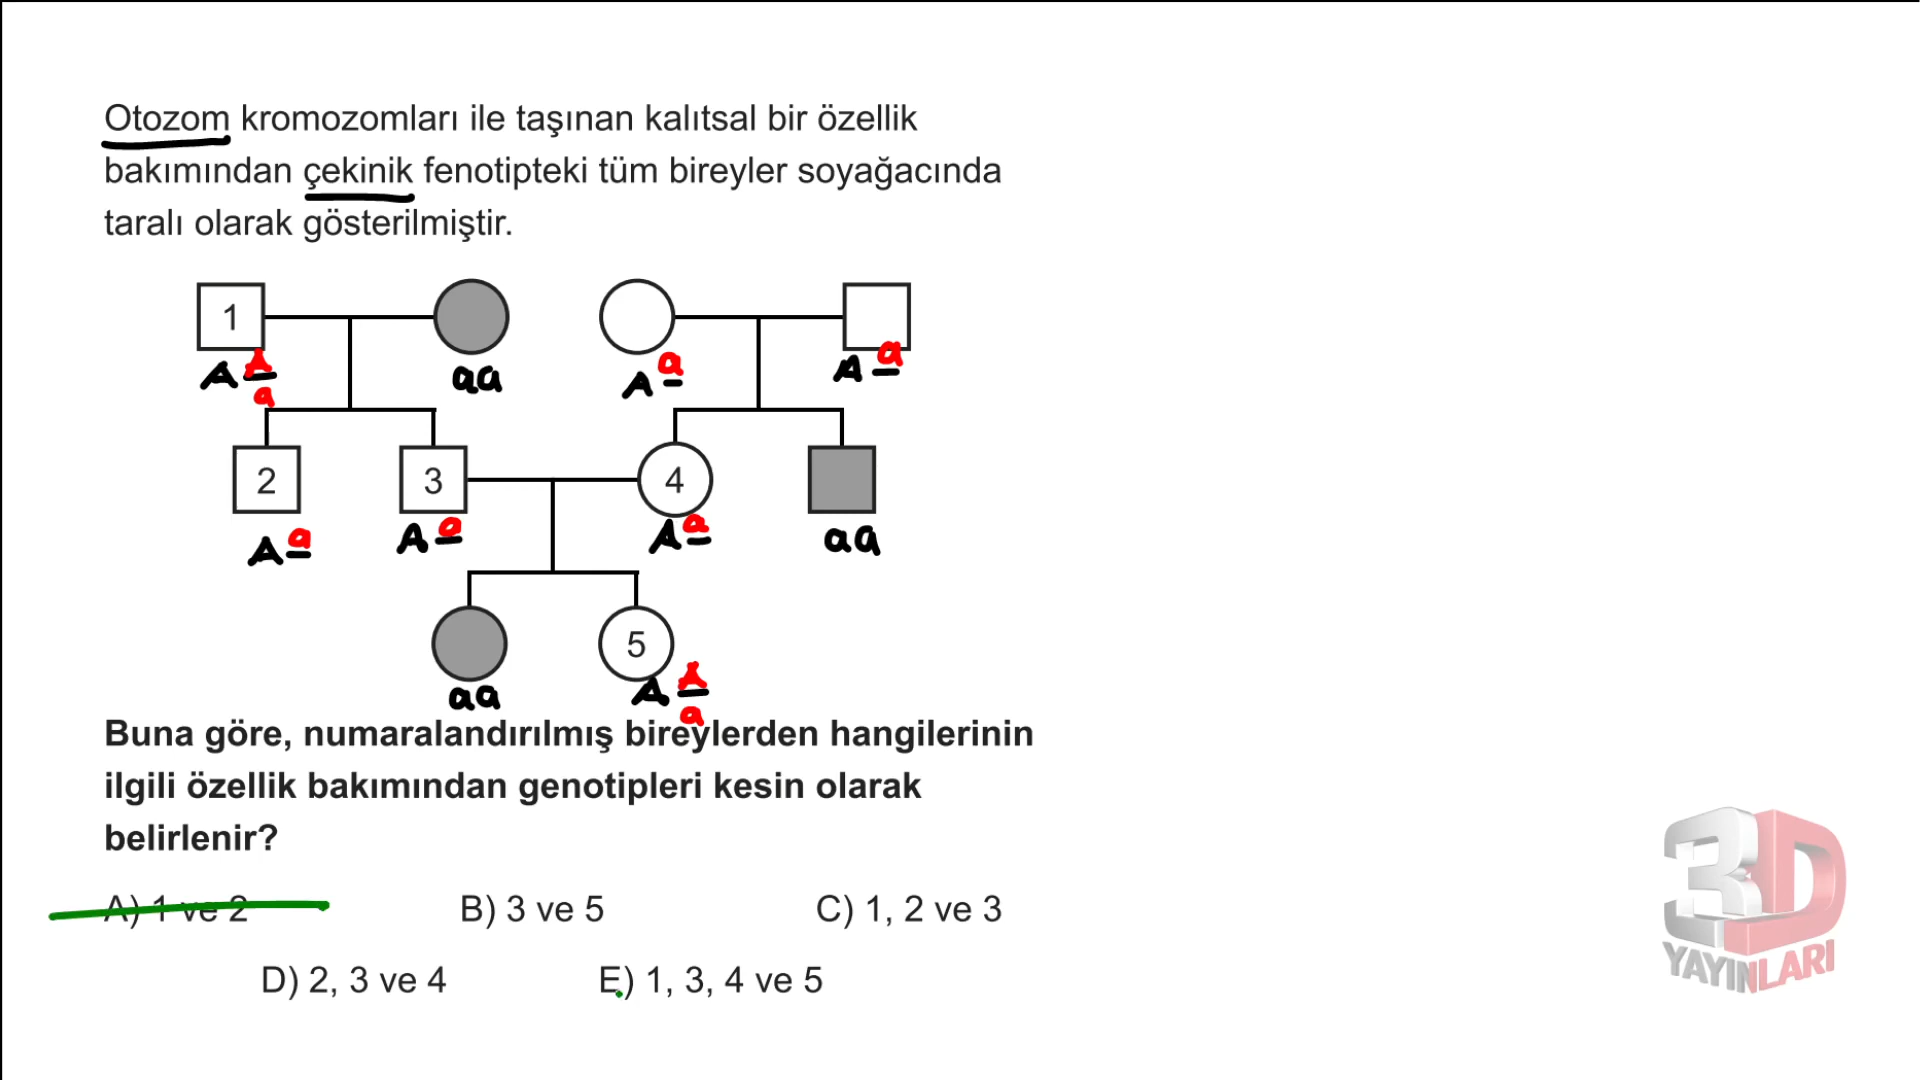 Otozom kromozomları ile taşınan kalıtsal bir özellik
bakımından çekinik fenotipteki tüm bireyler soyağacında
taralı olarak gösterilmiştir.
1
A A a
aa
A a
A a
2
3
4
A a
A a
A a
aa
5
aa
A A a
Buna göre, numaralandırılmış bireylerden hangilerinin
ilgili özellik bakımından genotipleri kesin olarak
belirlenir?
A) 1 ve 2 B) 3 ve 5 C) 1, 2 ve 3
D) 2, 3 ve 4 E) 1, 3, 4 ve 5
3D
YAYINLARI